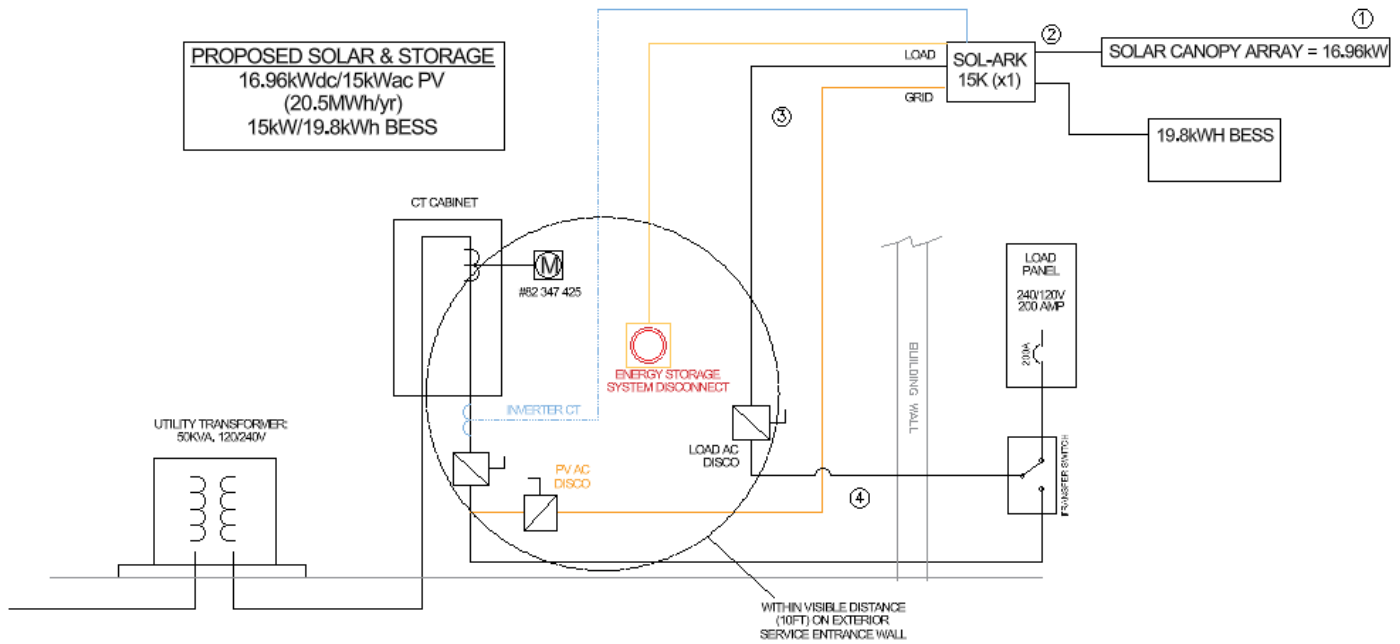 PROPOSED SOLAR & STORAGE
16.96kWdc/15kWac PV
(20.5MWh/yr)
15kW/19.8kWh BESS
①
②
SOLAR CANOPY ARRAY = 16.96kW
LOAD
SOL-ARK
15K (x1)
GRID
③
19.8kWH BESS
CT CABINET
M
#82 347 425
LOAD
PANEL
240/120V
200 AMP
200A
ENERGY STORAGE
SYSTEM DISCONNECT
BUILDING WALL
INVERTER CT
UTILITY TRANSFORMER:
50KVA, 120/240V
LOAD AC
DISCO
PV AC
DISCO
④
TRANSFER SWITCH
WITHIN VISIBLE DISTANCE
(10FT) ON EXTERIOR
SERVICE ENTRANCE WALL